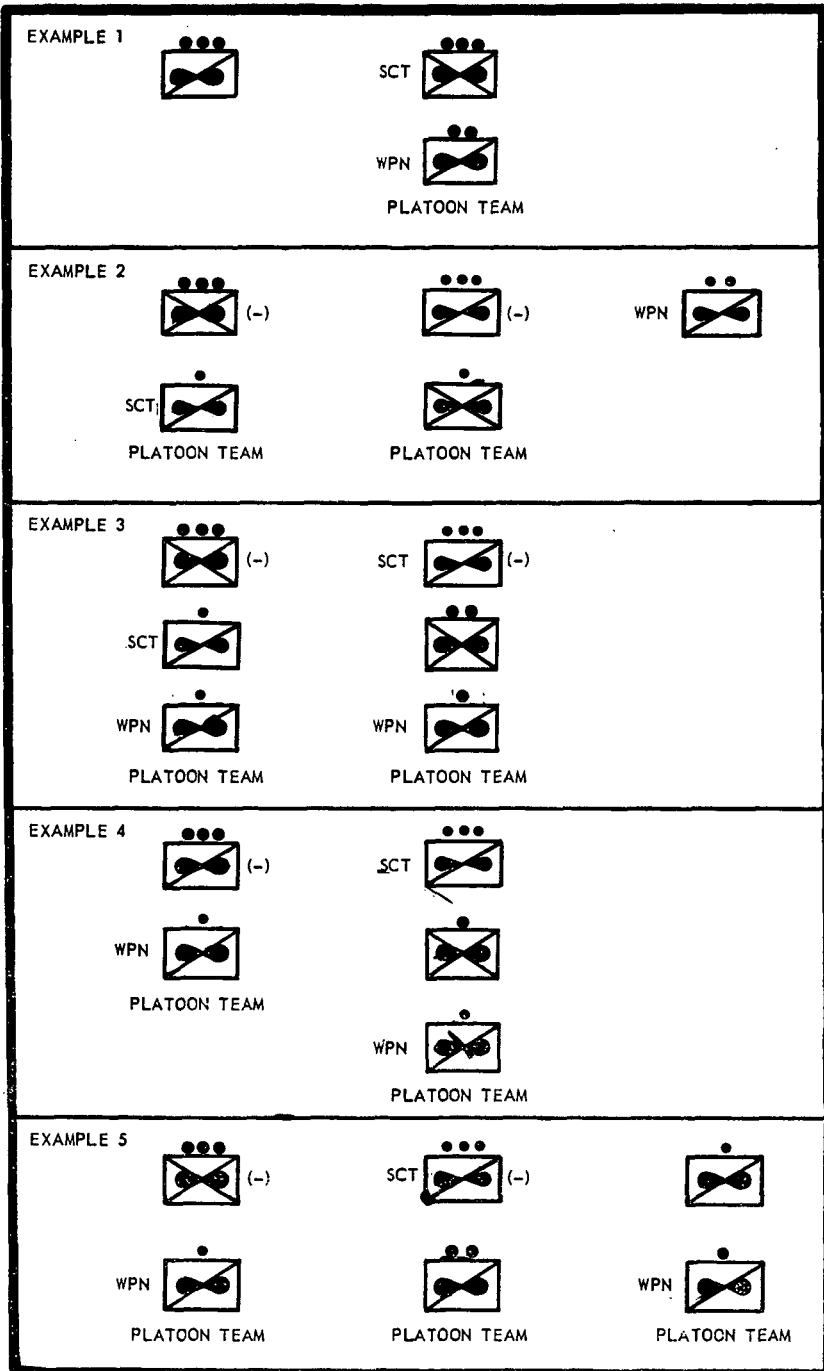 EXAMPLE 1
SCT
WPN
PLATOON TEAM
EXAMPLE 2
(-)
(-)
WPN
SCT
PLATOON TEAM
PLATOON TEAM
EXAMPLE 3
(-)
SCT
(-)
SCT
WPN
WPN
PLATOON TEAM
PLATOON TEAM
EXAMPLE 4
(-)
SCT
WPN
PLATOON TEAM
WPN
PLATOON TEAM
EXAMPLE 5
(-)
SCT
(-)
WPN
WPN
PLATOON TEAM
PLATOON TEAM
PLATOON TEAM